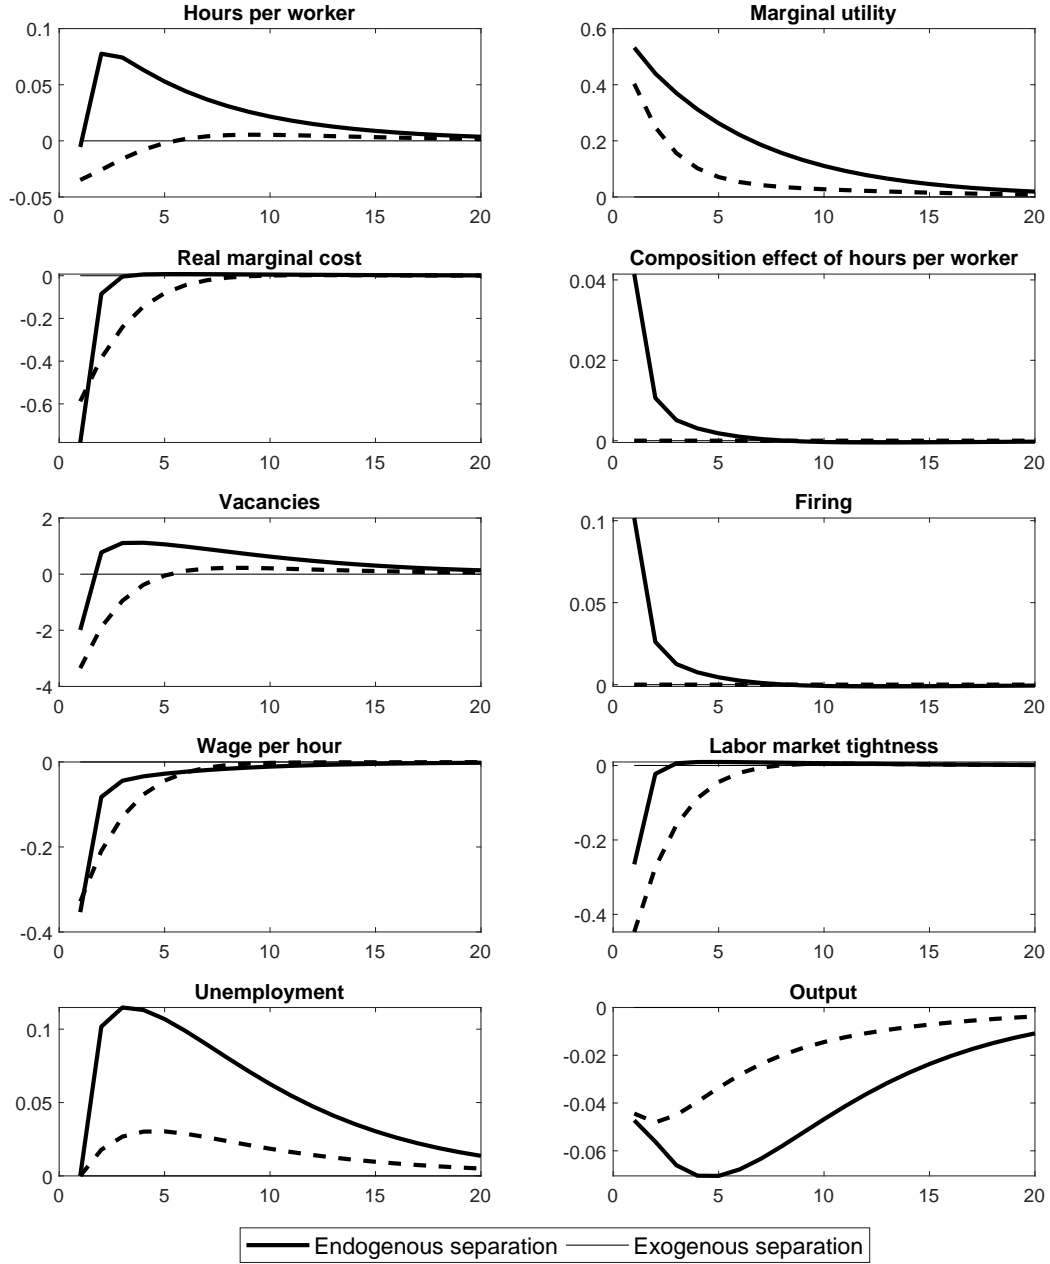 Hours per worker
Marginal utility
0.1
0.05
0
-0.05
0 5 10 15 20
0.6
0.4
0.2
0
0 5 10 15 20
Real marginal cost
Composition effect of hours per worker
0
-0.2
-0.4
-0.6
0 5 10 15 20
0.04
0.02
0
0 5 10 15 20
Vacancies
Firing
2
0
-2
-4
0 5 10 15 20
0.1
0.05
0
0 5 10 15 20
Wage per hour
Labor market tightness
0
-0.2
-0.4
0 5 10 15 20
0
-0.2
-0.4
0 5 10 15 20
Unemployment
Output
0.1
0.05
0
0 5 10 15 20
0
-0.02
-0.04
-0.06
0 5 10 15 20
Endogenous separation Exogenous separation